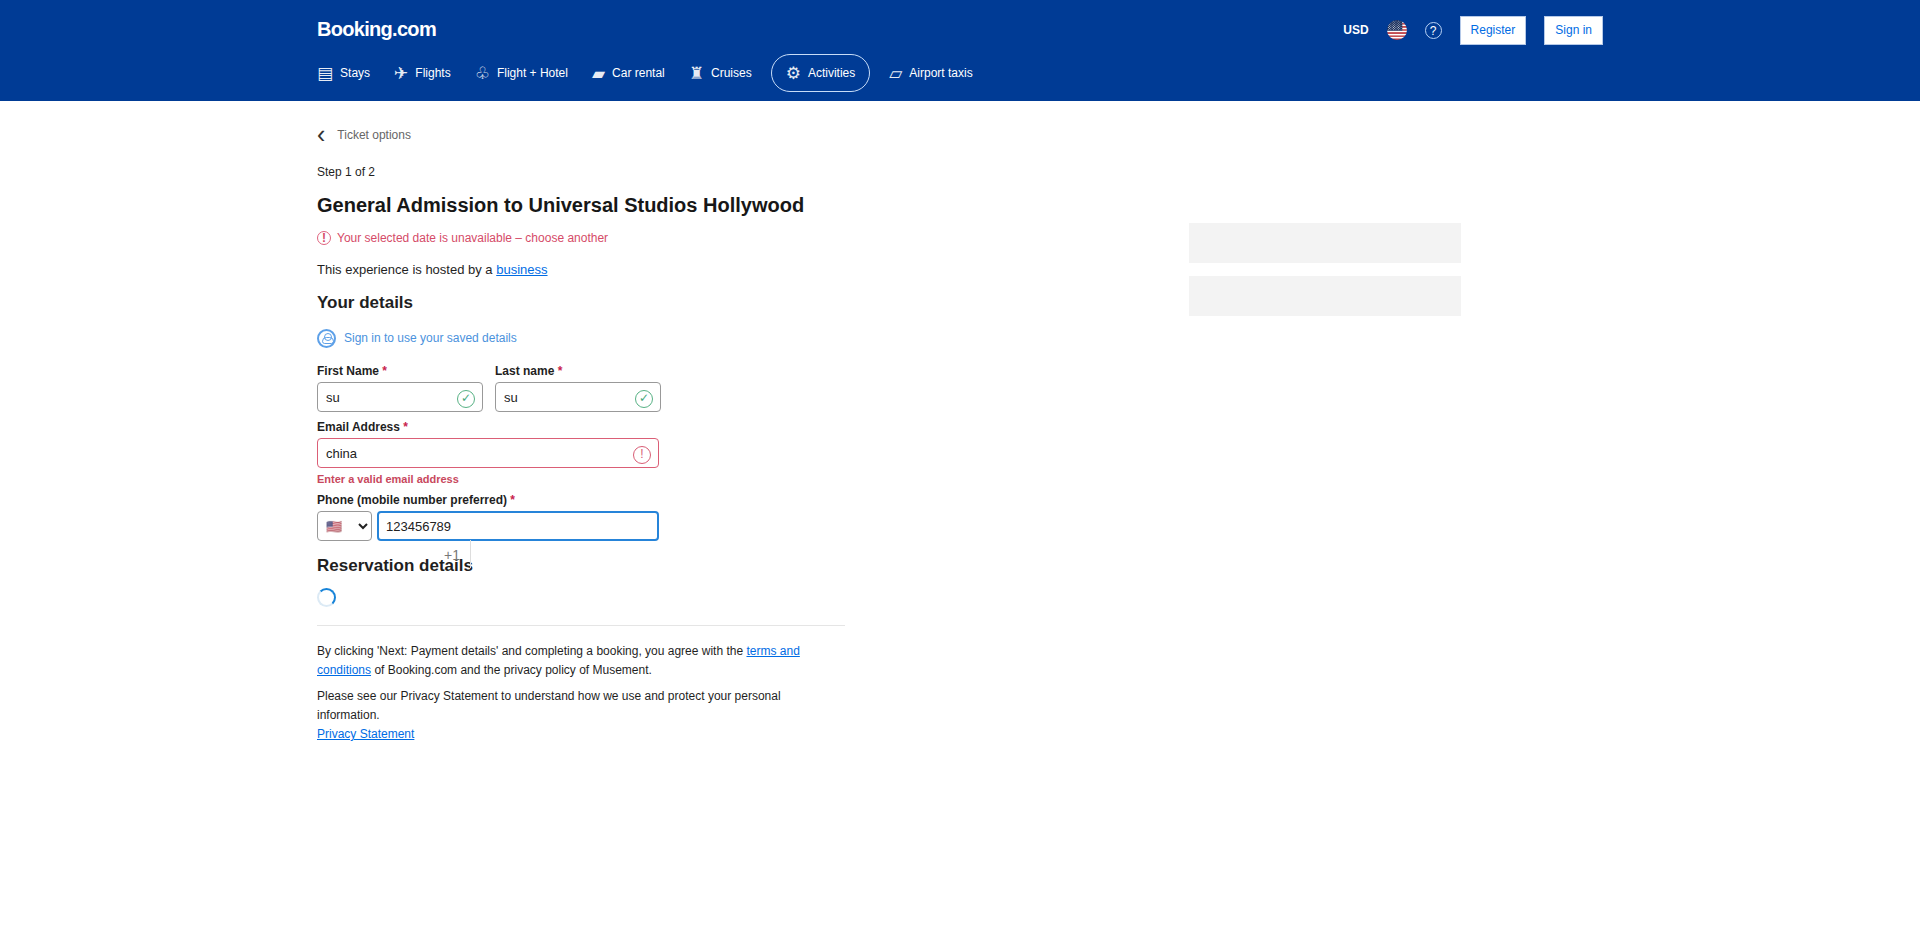 Booking.com
USD
Register
Sign in
Stays
Flights
Flight + Hotel
Car rental
Cruises
Activities
Airport taxis
Ticket options
Step 1 of 2
General Admission to Universal Studios Hollywood
Your selected date is unavailable – choose another
This experience is hosted by a business
Your details
Sign in to use your saved details
First Name *
Last name *
su
su
Email Address *
china
Enter a valid email address
Phone (mobile number preferred) *
123456789
+1
Reservation details
By clicking 'Next: Payment details' and completing a booking, you agree with the terms and
conditions of Booking.com and the privacy policy of Musement.
Please see our Privacy Statement to understand how we use and protect your personal
information.
Privacy Statement